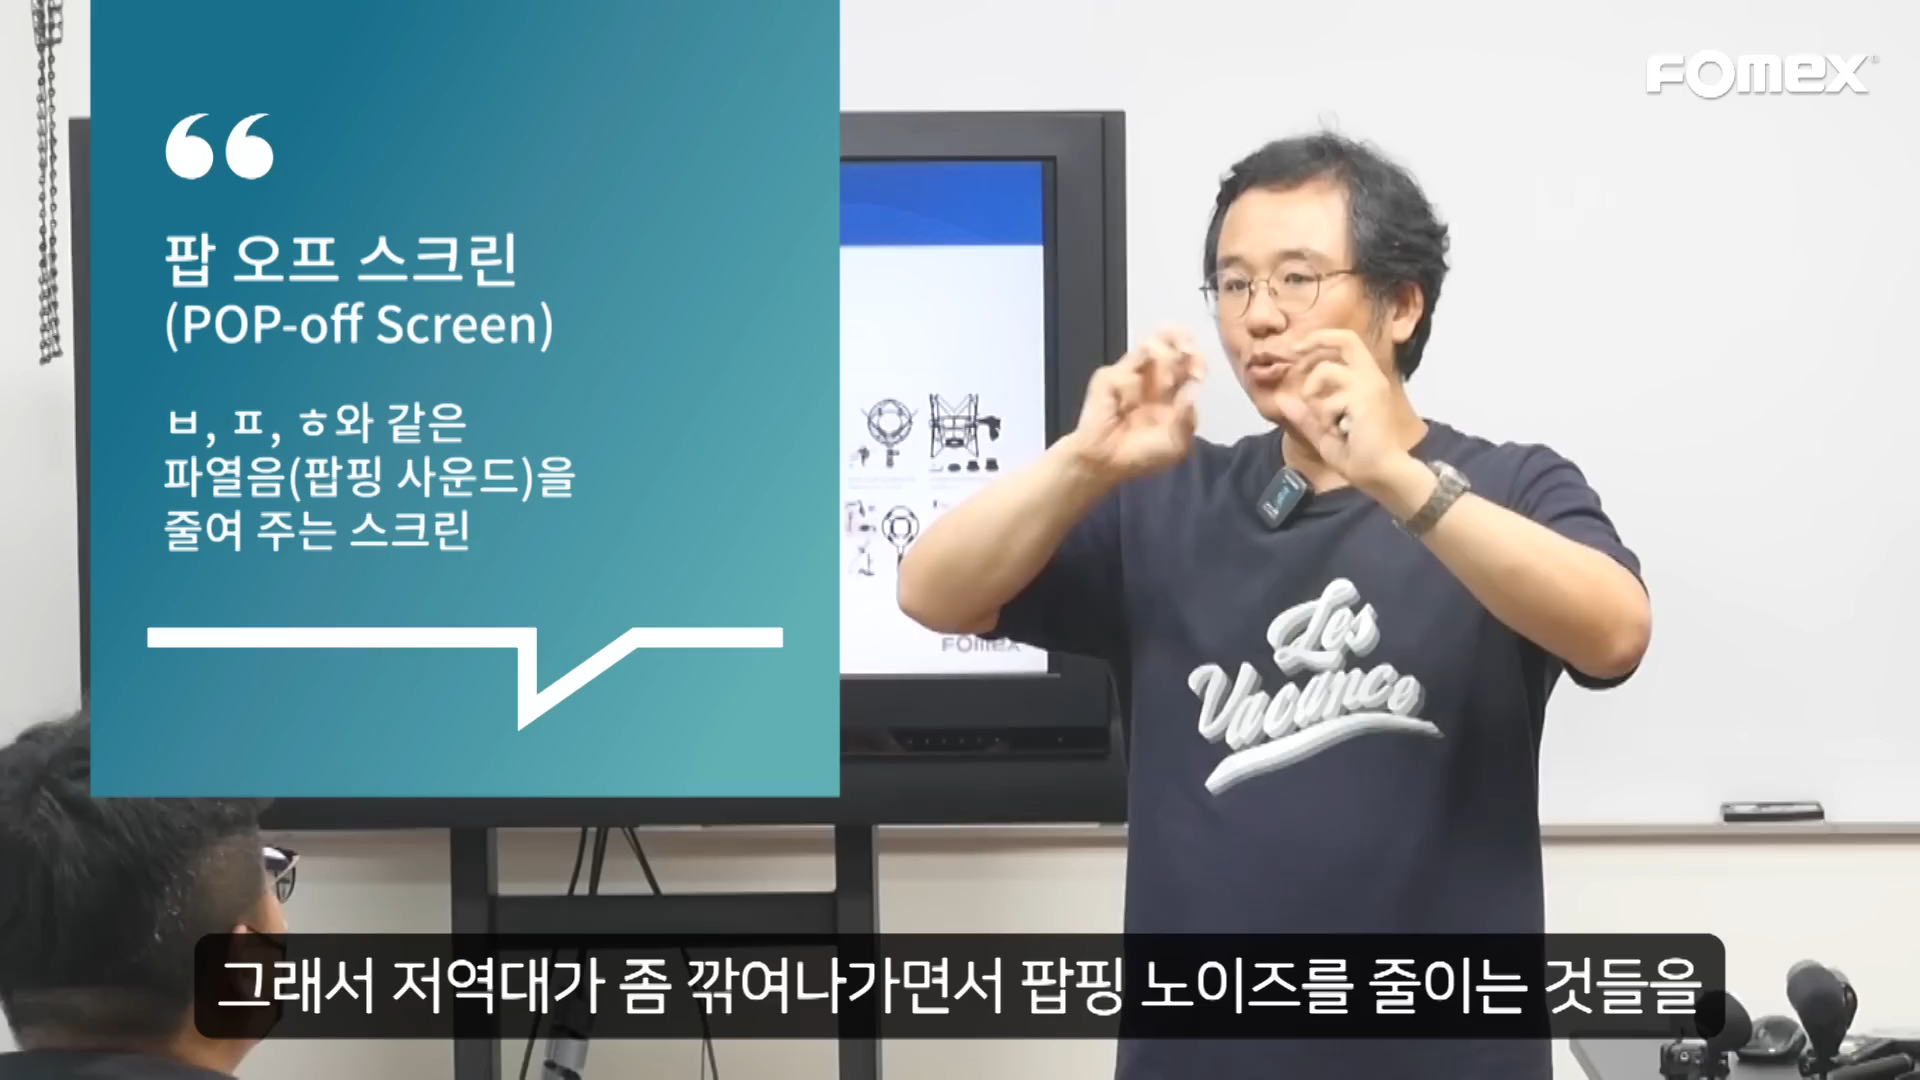 FOMEX
팝 오프 스크린
(POP-off Screen)
ㅂ, ㅍ, ㅎ와 같은
파열음(팝핑 사운드)을
줄여 주는 스크린
FOMEX
Les
Vacance
그래서 저역대가 좀 깎여나가면서 팝핑 노이즈를 줄이는 것들을